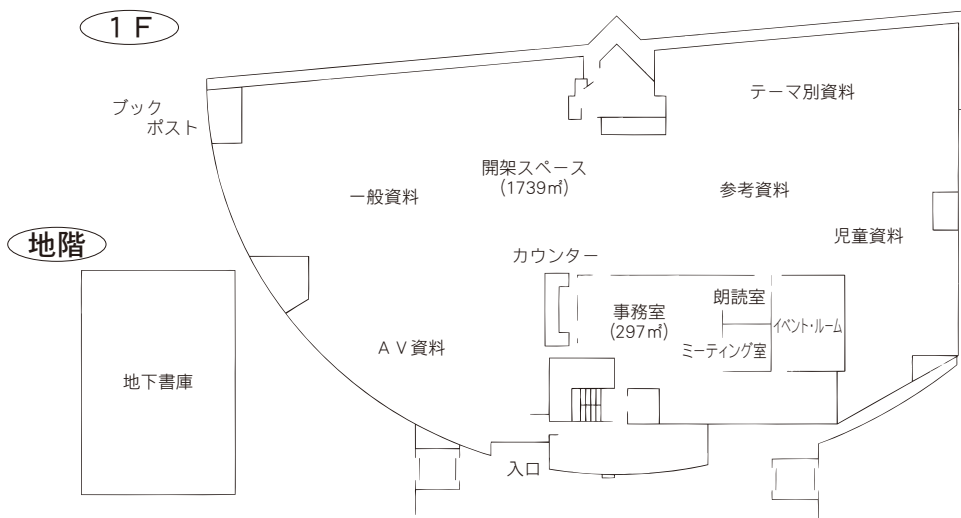 1F
ブック
ポスト
テーマ別資料
開架スペース
(1739㎡)
一般資料
参考資料
児童資料
地階
カウンター
朗読室
事務室
(297㎡)
イベント・ルーム
ミーティング室
AV資料
地下書庫
入口